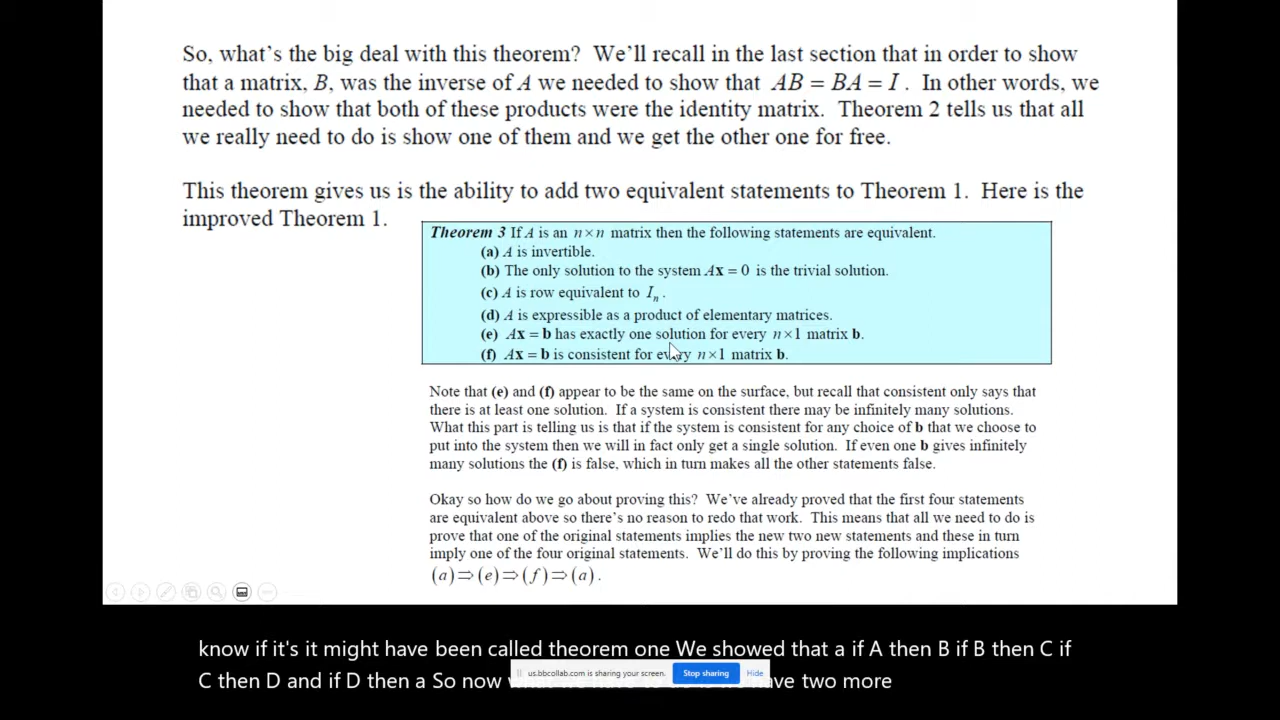 So, what's the big deal with this theorem? We'll recall in the last section that in order to show
that a matrix, B, was the inverse of A we needed to show that AB = BA = I. In other words, we
needed to show that both of these products were the identity matrix. Theorem 2 tells us that all
we really need to do is show one of them and we get the other one for free.
This theorem gives us is the ability to add two equivalent statements to Theorem 1. Here is the
improved Theorem 1.
Theorem 3 If A is an n×n matrix then the following statements are equivalent.
(a) A is invertible.
(b) The only solution to the system Ax = 0 is the trivial solution.
(c) A is row equivalent to Iₙ.
(d) A is expressible as a product of elementary matrices.
(e) Ax = b has exactly one solution for every n×1 matrix b.
(f) Ax = b is consistent for every n×1 matrix b.
Note that (e) and (f) appear to be the same on the surface, but recall that consistent only says that
there is at least one solution. If a system is consistent there may be infinitely many solutions.
What this part is telling us is that if the system is consistent for any choice of b that we choose to
put into the system then we will in fact only get a single solution. If even one b gives infinitely
many solutions the (f) is false, which in turn makes all the other statements false.
Okay so how do we go about proving this? We've already proved that the first four statements
are equivalent above so there's no reason to redo that work. This means that all we need to do is
prove that one of the original statements implies the new two new statements and these in turn
imply one of the four original statements. We'll do this by proving the following implications
(a)⇒(e)⇒(f)⇒(a).
know if it's it might have been called theorem one We showed that a if A then B if B then C if
C then D and if D then a So now have two more
us.bbcollab.com is sharing your screen. Stop sharing Hide